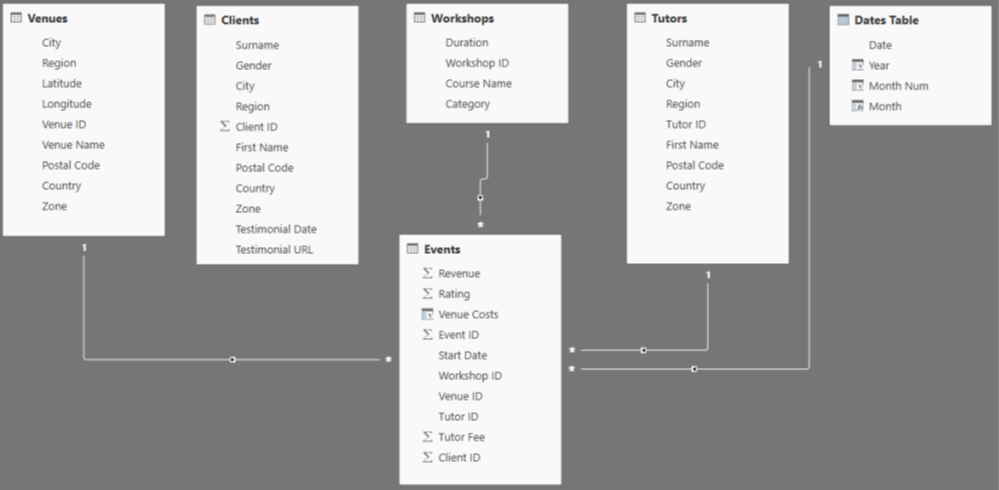 Venues
City
Region
Latitude
Longitude
Venue ID
Venue Name
Postal Code
Country
Zone
1
Clients
Surname
Gender
City
Region
Σ Client ID
First Name
Postal Code
Country
Zone
Testimonial Date
Testimonial URL
Workshops
Duration
Workshop ID
Course Name
Category
1
*
Tutors
Surname
Gender
City
Region
Tutor ID
First Name
Postal Code
Country
Zone
1
Dates Table
Date
Year
Month Num
Month
1
Events
Σ Revenue
Σ Rating
Venue Costs
Σ Event ID
Start Date
Workshop ID
Venue ID
Tutor ID
Σ Tutor Fee
Σ Client ID
*
*
*